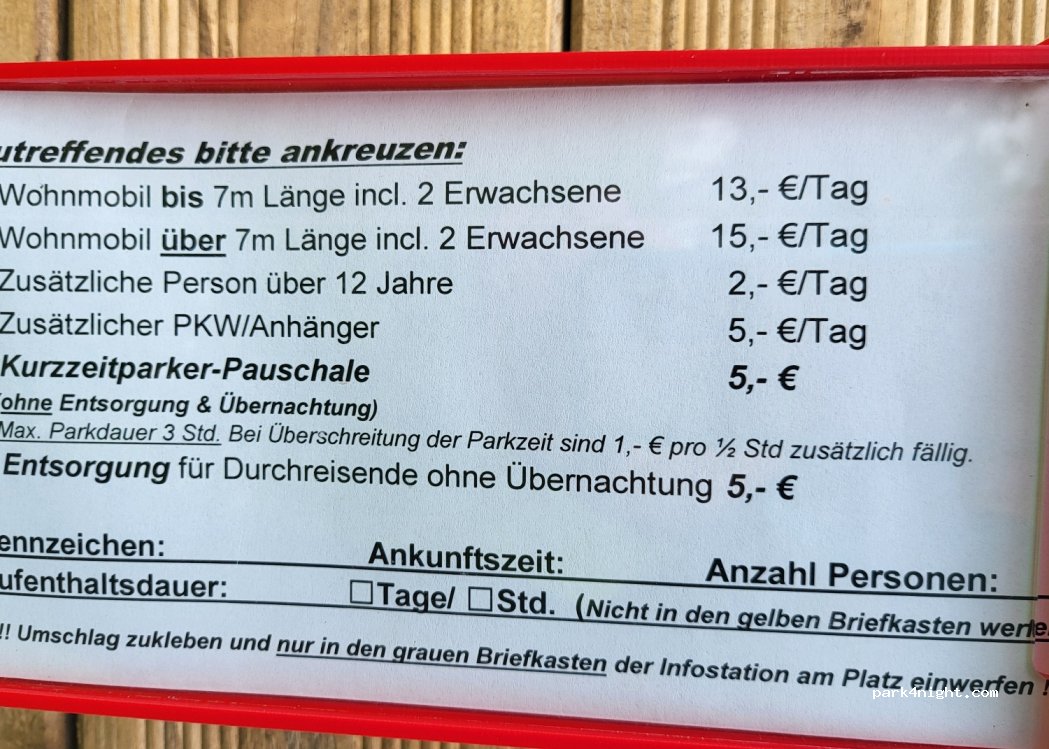 utreffendes bitte ankreuzen:
Wohnmobil bis 7m Länge incl. 2 Erwachsene 13,- €/Tag
Wohnmobil über 7m Länge incl. 2 Erwachsene 15,- €/Tag
Zusätzliche Person über 12 Jahre 2,- €/Tag
Zusätzlicher PKW/Anhänger 5,- €/Tag
Kurzzeitparker-Pauschale 5,- €
(ohne Entsorgung & Übernachtung)
Max. Parkdauer 3 Std. Bei Überschreitung der Parkzeit sind 1,- € pro ½ Std zusätzlich fällig.
Entsorgung für Durchreisende ohne Übernachtung 5,- €
ennzeichen: Ankunftszeit: Anzahl Personen:
ufenthaltsdauer: ☐Tage/ ☐Std. (Nicht in den gelben Briefkasten werfe
!! Umschlag zukleben und nur in den grauen Briefkasten der Infostation am Platz einwerfen !
park4night.com